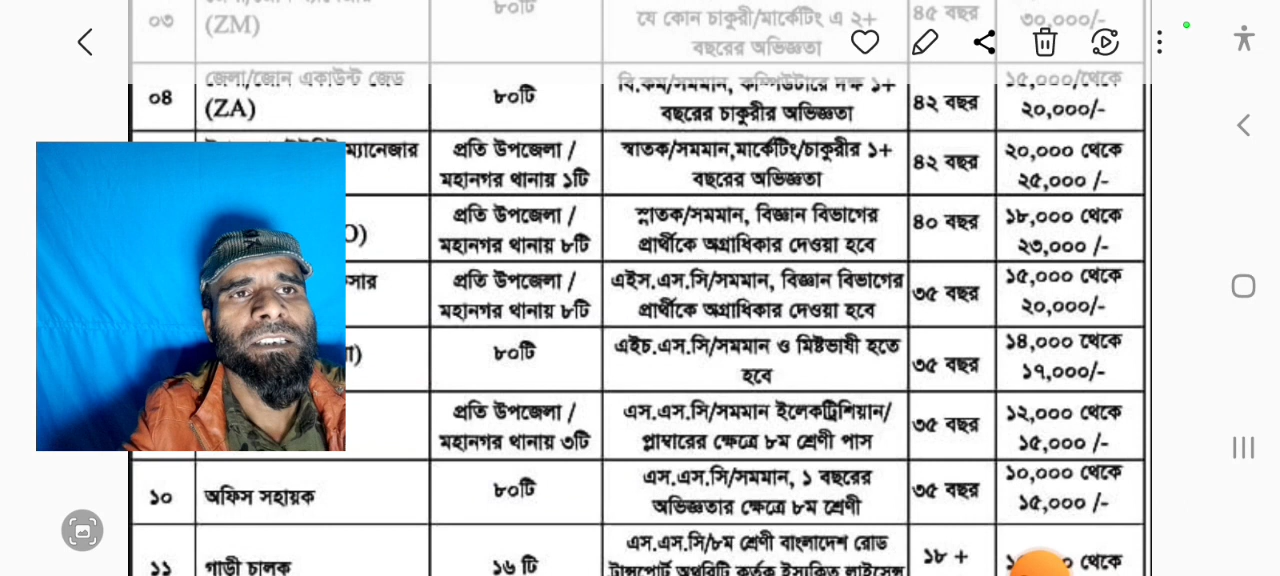 ০৩
(ZM)
৮০টি
যে কোন চাকুরী/মার্কেটিং এ ২+
বছরের অভিজ্ঞতা
৪৫ বছর
৩০,০০০/-
০৪
জেলা/জোন একাউন্ট জেড
(ZA)
৮০টি
বি.কম/সমমান, কম্পিউটারে দক্ষ ১+
বছরের চাকুরীর অভিজ্ঞতা
৪২ বছর
১৫,০০০/থেকে
২০,০০০/-
ম্যানেজার
প্রতি উপজেলা /
মহানগর থানায় ১টি
স্বাতক/সমমান,মার্কেটিং/চাকুরীর ১+
বছরের অভিজ্ঞতা
৪২ বছর
২০,০০০ থেকে
২৫,০০০ /-
O)
প্রতি উপজেলা /
মহানগর থানায় ৮টি
স্নাতক/সমমান, বিজ্ঞান বিভাগের
প্রার্থীকে অগ্রাধিকার দেওয়া হবে
৪০ বছর
১৮,০০০ থেকে
২৩,০০০ /-
সার
প্রতি উপজেলা /
মহানগর থানায় ৮টি
এইস.এস.সি/সমমান, বিজ্ঞান বিভাগের
প্রার্থীকে অগ্রাধিকার দেওয়া হবে
৩৫ বছর
১৫,০০০ থেকে
২০,০০০/-
৮০টি
এইচ.এস.সি/সমমান ও মিষ্টভাষী হতে
হবে
৩৫ বছর
১৪,০০০ থেকে
১৭,০০০/-
প্রতি উপজেলা /
মহানগর থানায় ৩টি
এস.এস.সি/সমমান ইলেকট্রিশিয়ান/
প্লাম্বারের ক্ষেত্রে ৮ম শ্রেণী পাস
৩৫ বছর
১২,০০০ থেকে
১৫,০০০ /-
১০
অফিস সহায়ক
৮০টি
এস.এস.সি/সমমান, ১ বছরের
অভিজ্ঞতার ক্ষেত্রে ৮ম শ্রেণী
৩৫ বছর
১০,০০০ থেকে
১৫,০০০ /-
১১
গাড়ী চালক
১৬ টি
এস.এস.সি/৮ম শ্রেণী বাংলাদেশ রোড
ট্রান্সপোর্ট অথরিটি কর্তৃক ইস্যুকৃত লাইসেন্স
১৮ +
থেকে